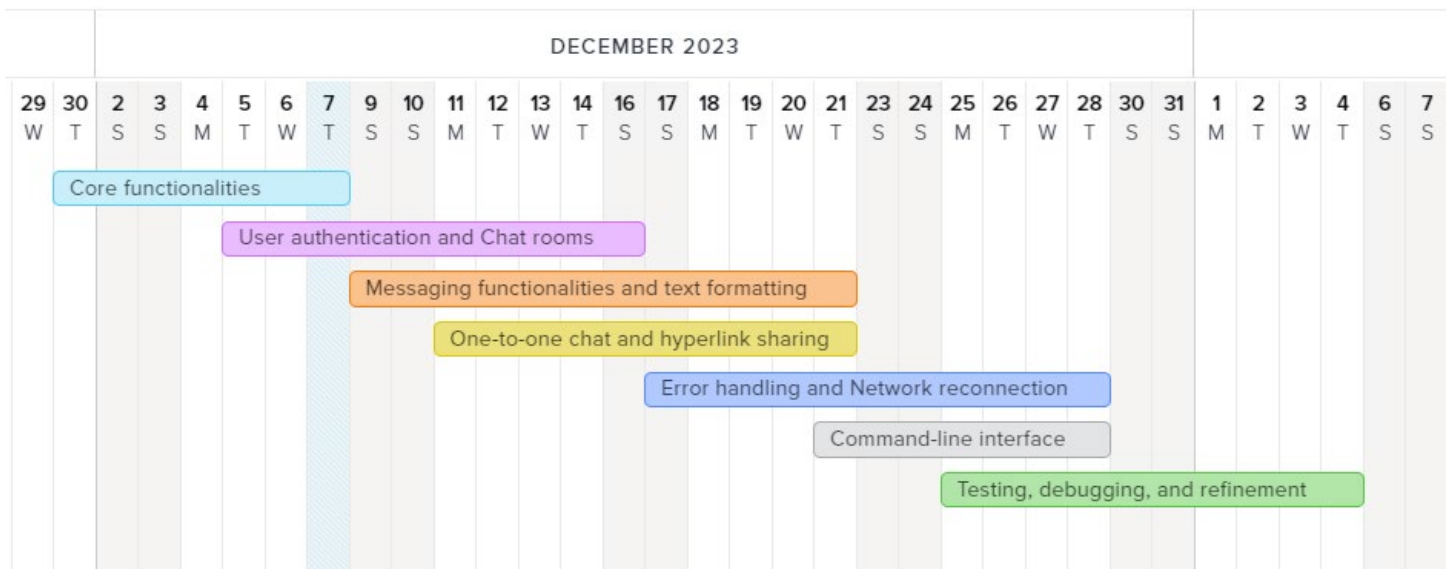 DECEMBER 2023
29 30 2 3 4 5 6 7 9 10 11 12 13 14 16 17 18 19 20 21 23 24 25 26 27 28 30 31 1 2 3 4 6 7
W T S S M T W T S S M T W T S S M T W T S S M T W T S S M T W T S S
Core functionalities
User authentication and Chat rooms
Messaging functionalities and text formatting
One-to-one chat and hyperlink sharing
Error handling and Network reconnection
Command-line interface
Testing, debugging, and refinement